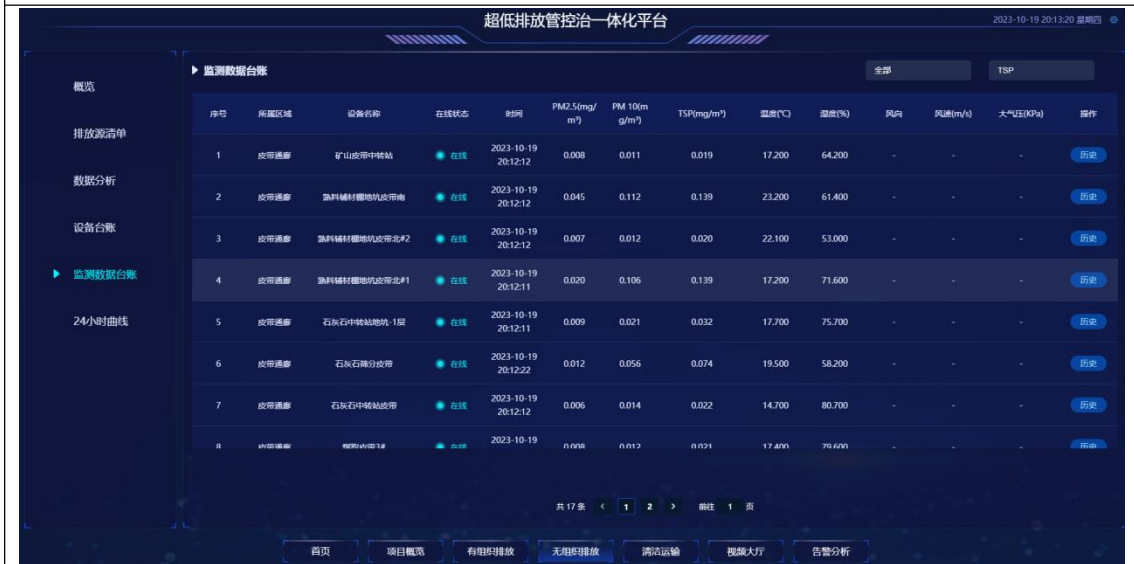 超低排放管控治一体化平台
2023-10-19 20:13:20 星期四
概览
排放源清单
数据分析
设备台账
监测数据台账
24小时曲线
监测数据台账
全部
TSP
序号 所属区域 设备名称 在线状态 时间 PM2.5(mg/m³) PM 10(mg/m³) TSP(mg/m³) 温度(℃) 湿度(%) 风向 风速(m/s) 大气压(KPa) 操作
1 皮带通廊 矿山皮带中转站 在线 2023-10-19 20:12:12 0.008 0.011 0.019 17.200 64.200 - - - 历史
2 皮带通廊 熟料辅材棚地坑皮带南 在线 2023-10-19 20:12:12 0.045 0.112 0.139 23.200 61.400 - - - 历史
3 皮带通廊 熟料辅材棚地坑皮带北#2 在线 2023-10-19 20:12:12 0.007 0.012 0.020 22.100 53.000 - - - 历史
4 皮带通廊 熟料辅材棚地坑皮带北#1 在线 2023-10-19 20:12:11 0.020 0.106 0.139 17.200 71.600 - - - 历史
5 皮带通廊 石灰石中转站地坑-1层 在线 2023-10-19 20:12:11 0.009 0.021 0.032 17.700 75.700 - - - 历史
6 皮带通廊 石灰石筛分皮带 在线 2023-10-19 20:12:22 0.012 0.056 0.074 19.500 58.200 - - - 历史
7 皮带通廊 石灰石中转站皮带 在线 2023-10-19 20:12:12 0.006 0.014 0.022 14.700 80.700 - - - 历史
8 皮带通廊 在线 2023-10-19 0.008 0.012 0.021 17.400 79.600 - - - 历史
共 17 条 < 1 2 > 前往 1 页
首页 项目概览 有组织排放 无组织排放 清洁运输 视频大厅 告警分析